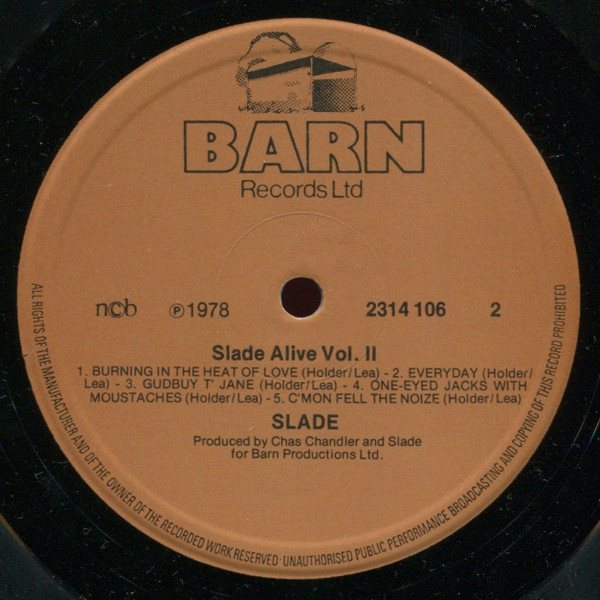 BARN
Records Ltd
ncb ℗ 1978 2314 106 2
Slade Alive Vol. II
1. BURNING IN THE HEAT OF LOVE (Holder/Lea) - 2. EVERYDAY (Holder/
Lea) - 3. GUDBUY T' JANE (Holder/Lea) - 4. ONE-EYED JACKS WITH
MOUSTACHES (Holder/Lea) - 5. C'MON FELL THE NOIZE (Holder/Lea)
SLADE
Produced by Chas Chandler and Slade
for Barn Productions Ltd.
ALL RIGHTS OF THE MANUFACTURER AND OF THE OWNER OF THE RECORDED WORK RESERVED · UNAUTHORISED PUBLIC PERFORMANCE BROADCASTING AND COPYING OF THIS RECORD PROHIBITED